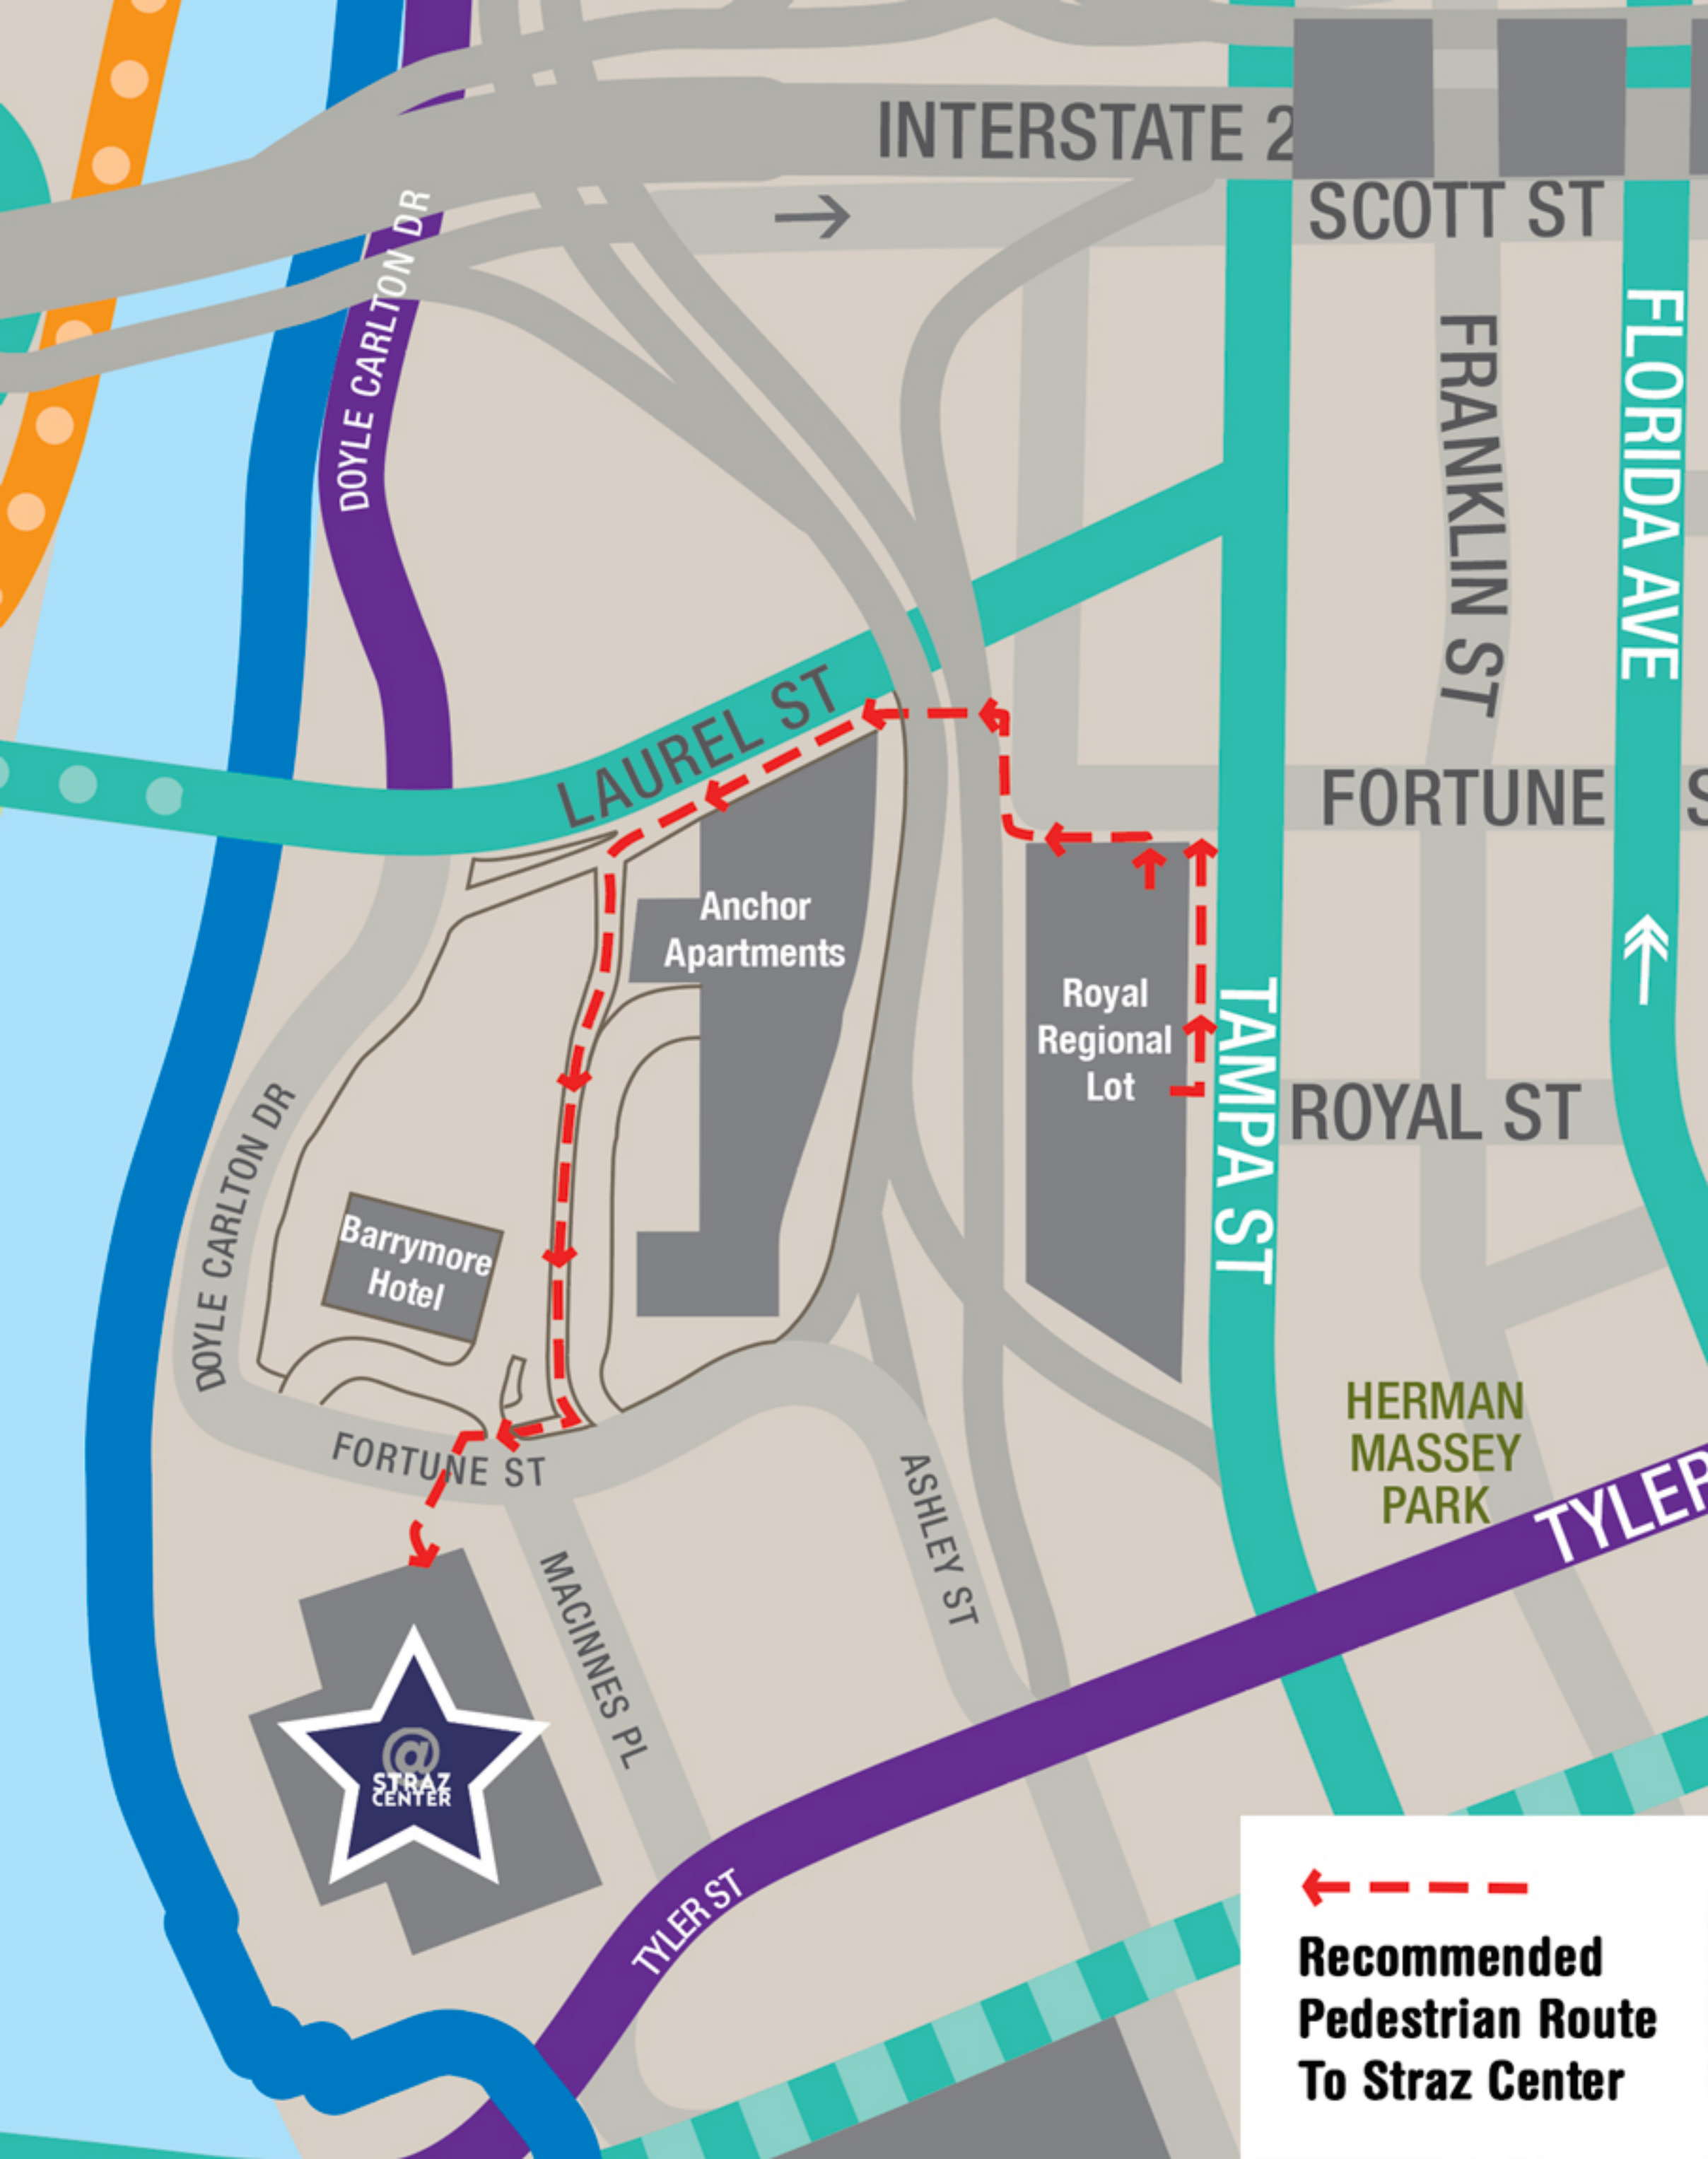 INTERSTATE 2
SCOTT ST
DOYLE CARLTON DR
FRANKLIN ST
FLORIDA AVE
LAUREL ST
FORTUNE S
Anchor
Apartments
Royal
Regional
Lot
TAMPA ST
ROYAL ST
DOYLE CARLTON DR
Barrymore
Hotel
FORTUNE ST
ASHLEY ST
HERMAN
MASSEY
PARK
TYLER
MACINNES PL
@
STRAZ
CENTER
TYLER ST
Recommended
Pedestrian Route
To Straz Center